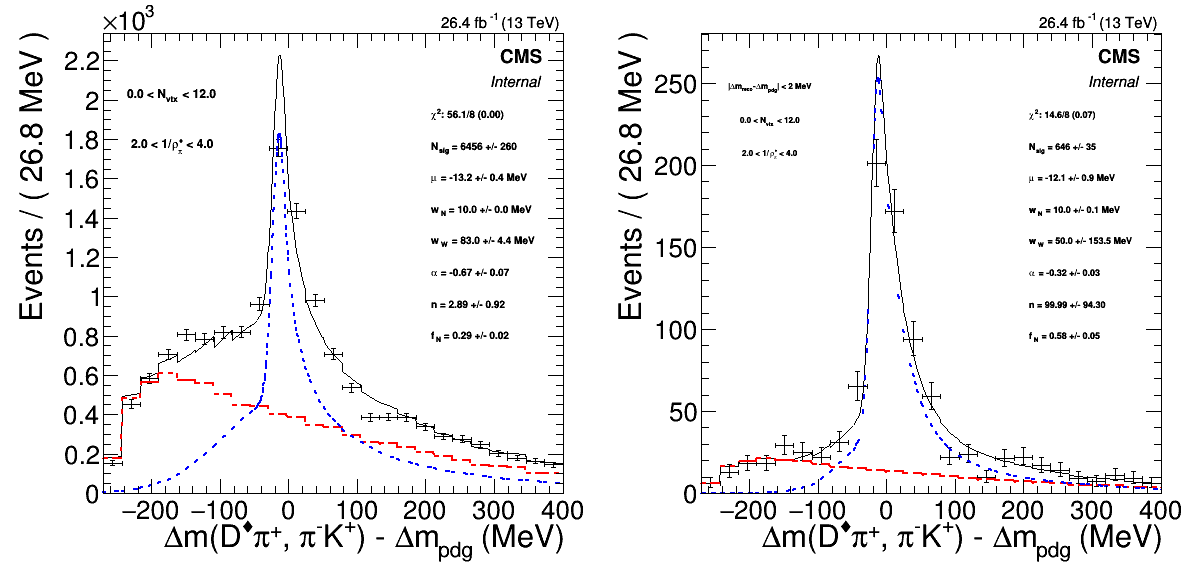 ×10³
26.4 fb⁻¹ (13 TeV)
CMS
Internal
0.0 < N_vtx < 12.0
2.0 < 1/ρ*_π < 4.0
χ²: 56.1/8 (0.00)
N_sig = 6456 +/- 260
μ = -13.2 +/- 0.4 MeV
w_N = 10.0 +/- 0.0 MeV
w_W = 83.0 +/- 4.4 MeV
α = -0.67 +/- 0.07
n = 2.89 +/- 0.92
f_N = 0.29 +/- 0.02
Events / ( 26.8 MeV )
2.2
2
1.8
1.6
1.4
1.2
1
0.8
0.6
0.4
0.2
0
−200 −100 0 100 200 300 400
Δm(D♦π⁺, π⁻K⁺) - Δm_pdg (MeV)
26.4 fb⁻¹ (13 TeV)
CMS
Internal
|Δm_reco-Δm_pdg| < 2 MeV
0.0 < N_vtx < 12.0
2.0 < 1/ρ*_π < 4.0
χ²: 14.6/8 (0.07)
N_sig = 646 +/- 35
μ = -12.1 +/- 0.9 MeV
w_N = 10.0 +/- 0.1 MeV
w_W = 50.0 +/- 153.5 MeV
α = -0.32 +/- 0.03
n = 99.99 +/- 94.30
f_N = 0.58 +/- 0.05
Events / ( 26.8 MeV )
250
200
150
100
50
0
−200 −100 0 100 200 300 400
Δm(D♦π⁺, π⁻K⁺) - Δm_pdg (MeV)